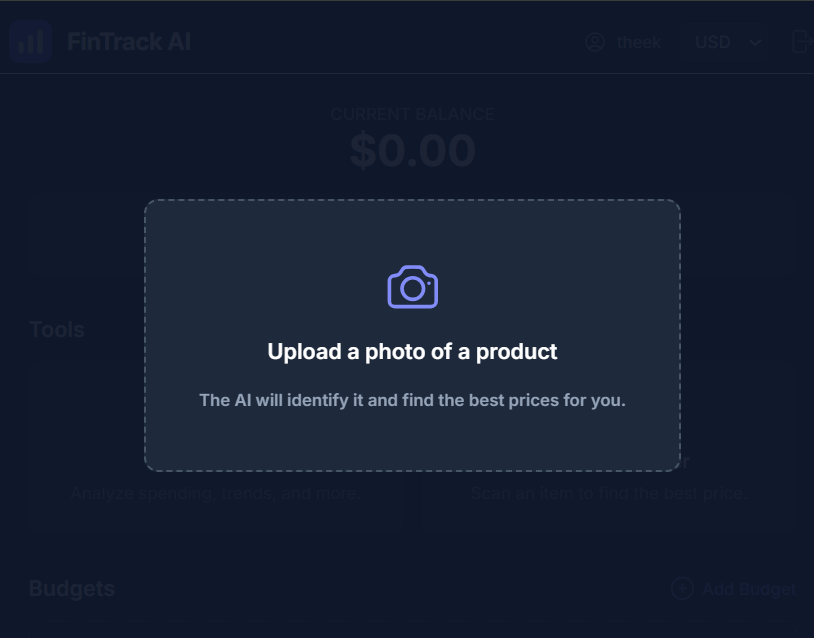 FinTrack AI
theek
USD
CURRENT BALANCE
$0.00
Upload a photo of a product
The AI will identify it and find the best prices for you.
Tools
Analyze spending, trends, and more.
Scan an item to find the best price.
Budgets
Add Budget